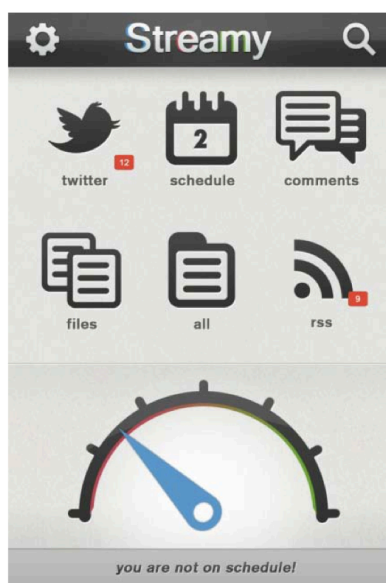 Streamy
2
12
twitter schedule comments
9
files all rss
you are not on schedule!